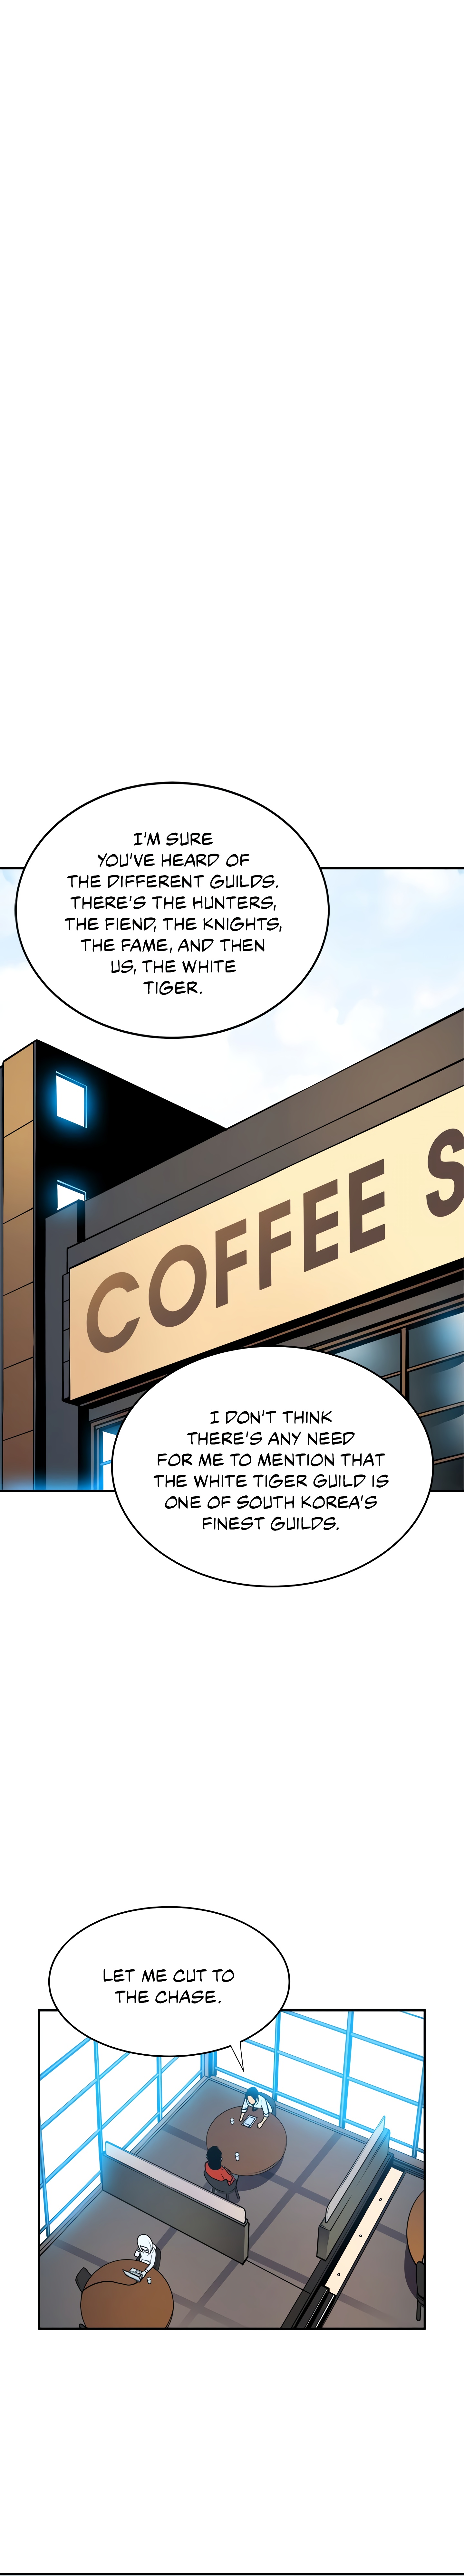 I'M SURE
YOU'VE HEARD OF
THE DIFFERENT GUILDS.
THERE'S THE HUNTERS,
THE FIEND, THE KNIGHTS,
THE FAME, AND THEN
US, THE WHITE
TIGER.
COFFEE S
I DON'T THINK
THERE'S ANY NEED
FOR ME TO MENTION THAT
THE WHITE TIGER GUILD IS
ONE OF SOUTH KOREA'S
FINEST GUILDS.
LET ME CUT TO
THE CHASE.